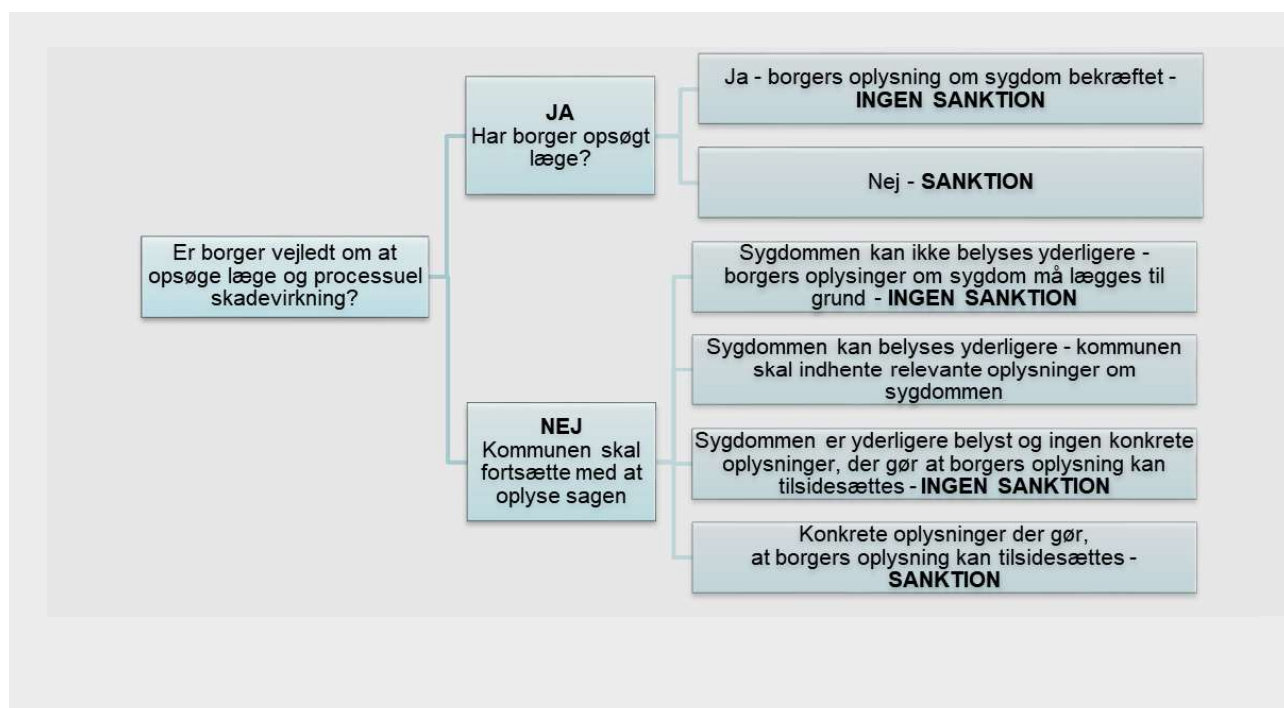 Er borger vejledt om at
opsøge læge og processuel
skadevirkning?
JA
Har borger opsøgt
læge?
Ja - borgers oplysning om sygdom bekræftet -
INGEN SANKTION
Nej - SANKTION
NEJ
Kommunen skal
fortsætte med at
oplyse sagen
Sygdommen kan ikke belyses yderligere -
borgers oplysinger om sygdom må lægges til
grund - INGEN SANKTION
Sygdommen kan belyses yderligere - kommunen
skal indhente relevante oplysninger om
sygdommen
Sygdommen er yderligere belyst og ingen konkrete
oplysninger, der gør at borgers oplysning kan
tilsidesættes - INGEN SANKTION
Konkrete oplysninger der gør,
at borgers oplysning kan tilsidesættes -
SANKTION